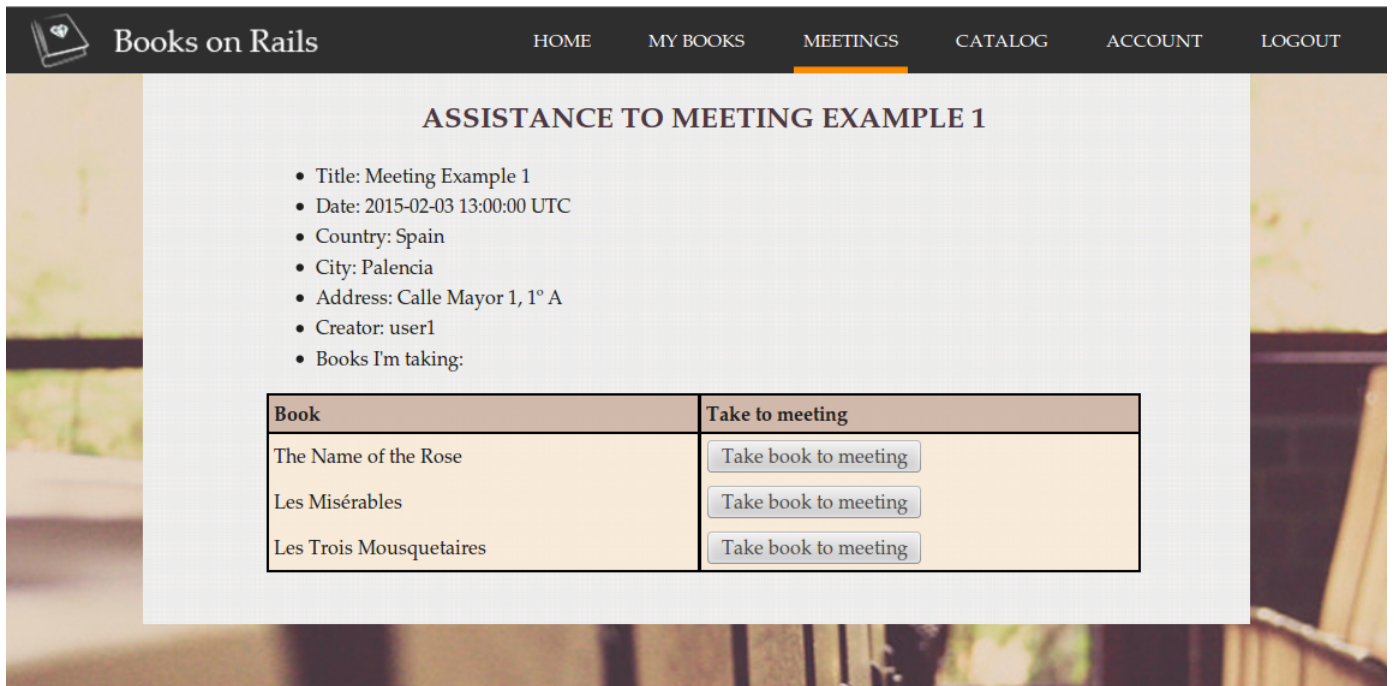 Books on Rails HOME MY BOOKS MEETINGS CATALOG ACCOUNT LOGOUT
ASSISTANCE TO MEETING EXAMPLE 1
• Title: Meeting Example 1
• Date: 2015-02-03 13:00:00 UTC
• Country: Spain
• City: Palencia
• Address: Calle Mayor 1, 1º A
• Creator: user1
• Books I'm taking:
Book Take to meeting
The Name of the Rose Take book to meeting
Les Misérables Take book to meeting
Les Trois Mousquetaires Take book to meeting